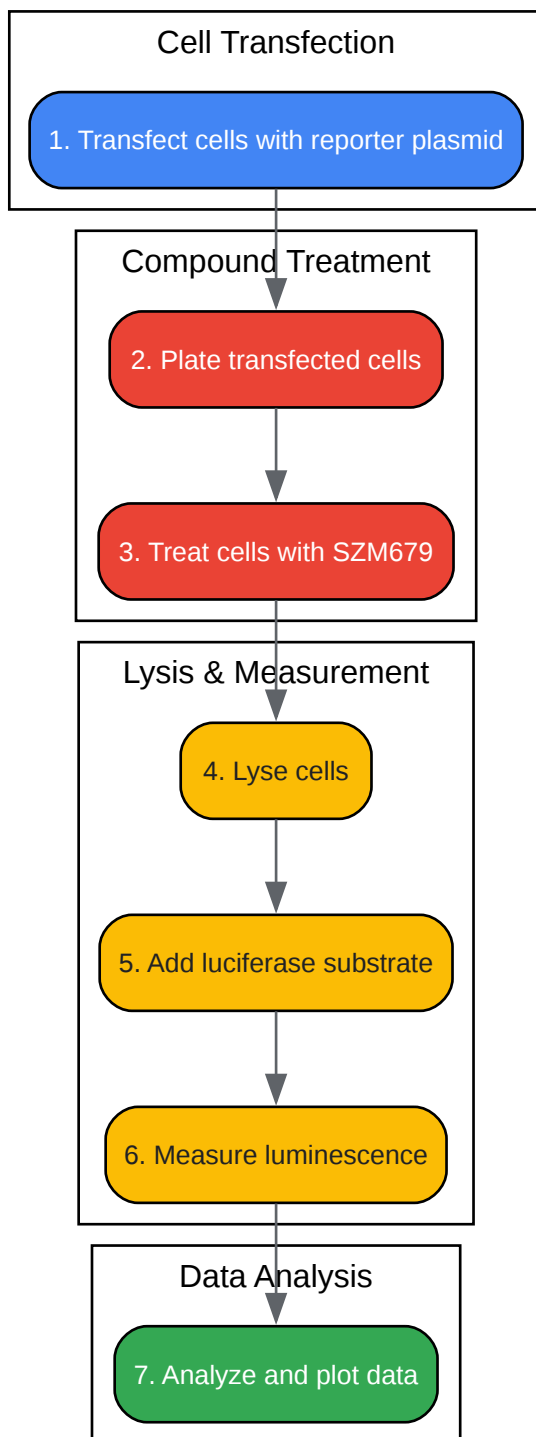 Cell Transfection
1. Transfect cells with reporter plasmid
Compound Treatment
2. Plate transfected cells
3. Treat cells with SZM679
Lysis & Measurement
4. Lyse cells
5. Add luciferase substrate
6. Measure luminescence
Data Analysis
7. Analyze and plot data